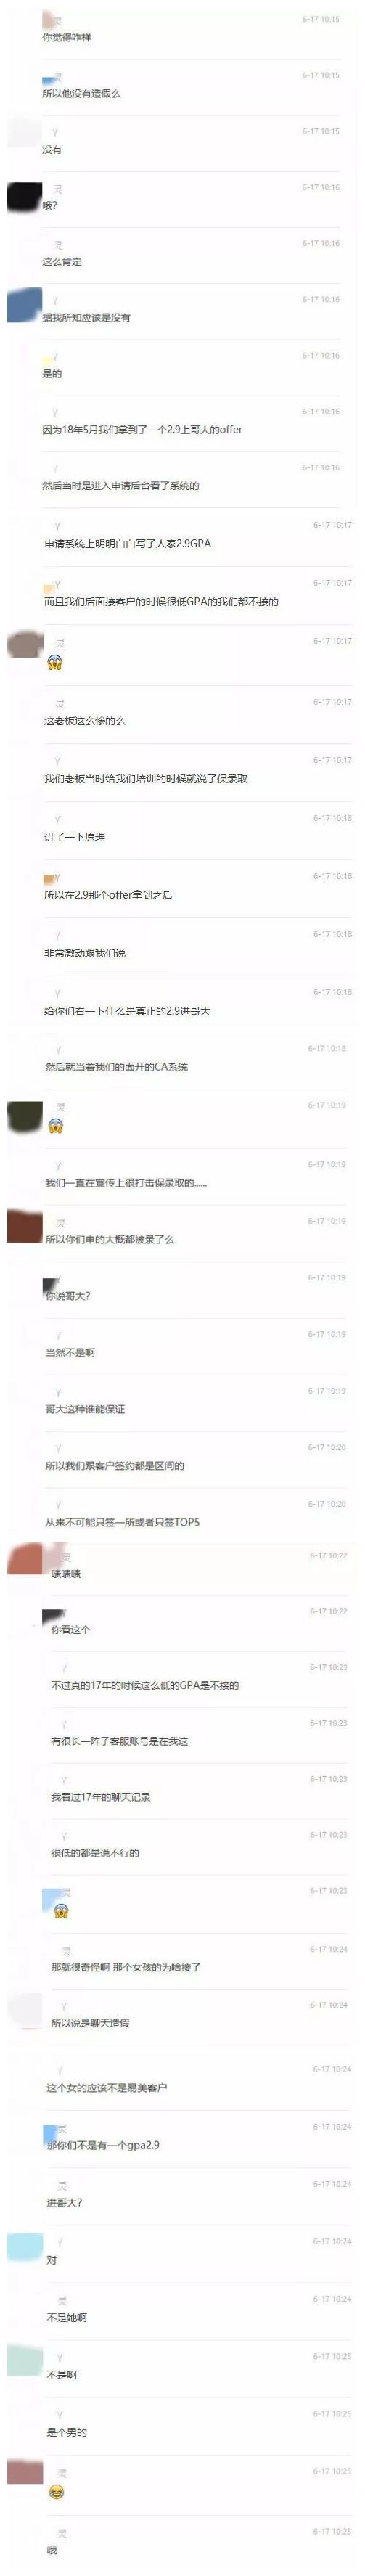 灵 6-17 10:15
你觉得咋样
灵 6-17 10:15
所以他没有造假么
Y 6-17 10:15
没有
灵 6-17 10:16
哦?
灵 6-17 10:16
这么肯定
Y 6-17 10:16
据我所知应该是没有
Y 6-17 10:16
是的
Y 6-17 10:16
因为18年5月我们拿到了一个2.9上哥大的offer
Y 6-17 10:16
然后当时是进入申请后台看了系统的
Y 6-17 10:17
申请系统上明明白白写了人家2.9GPA
Y 6-17 10:17
而且我们后面接客户的时候很低GPA的我们都不接的
灵 6-17 10:17
😱
灵 6-17 10:17
这老板这么惨的么
Y 6-17 10:17
我们老板当时给我们培训的时候就说了保录取
Y 6-17 10:18
讲了一下原理
Y 6-17 10:18
所以在2.9那个offer拿到之后
Y 6-17 10:18
非常激动跟我们说
Y 6-17 10:18
给你们看一下什么是真正的2.9进哥大
Y 6-17 10:18
然后就当着我们的面开的CA系统
灵 6-17 10:19
😱
Y 6-17 10:19
我们一直在宣传上很打击保录取的......
灵 6-17 10:19
所以你们申的大概都被录了么
Y 6-17 10:19
你说哥大?
Y 6-17 10:19
当然不是啊
Y 6-17 10:19
哥大这种谁能保证
Y 6-17 10:20
所以我们跟客户签约都是区间的
Y 6-17 10:20
从来不可能只签一所或者只签TOP5
灵 6-17 10:22
啧啧啧
Y 6-17 10:22
你看这个
Y 6-17 10:23
不过真的17年的时候这么低的GPA是不接的
Y 6-17 10:23
有很长一阵子客服账号是在我这
Y 6-17 10:23
我看过17年的聊天记录
Y 6-17 10:23
很低的都是说不行的
灵 6-17 10:23
😱
灵 6-17 10:24
那就很奇怪啊 那个女孩的为啥接了
Y 6-17 10:24
所以说是聊天造假
Y 6-17 10:24
这个女的应该不是易美客户
灵 6-17 10:24
那你们不是有一个gpa2.9
灵 6-17 10:24
进哥大?
Y 6-17 10:24
对
灵 6-17 10:24
不是她啊
Y 6-17 10:25
不是啊
Y 6-17 10:25
是个男的
灵 6-17 10:25
😂
灵 6-17 10:25
哦